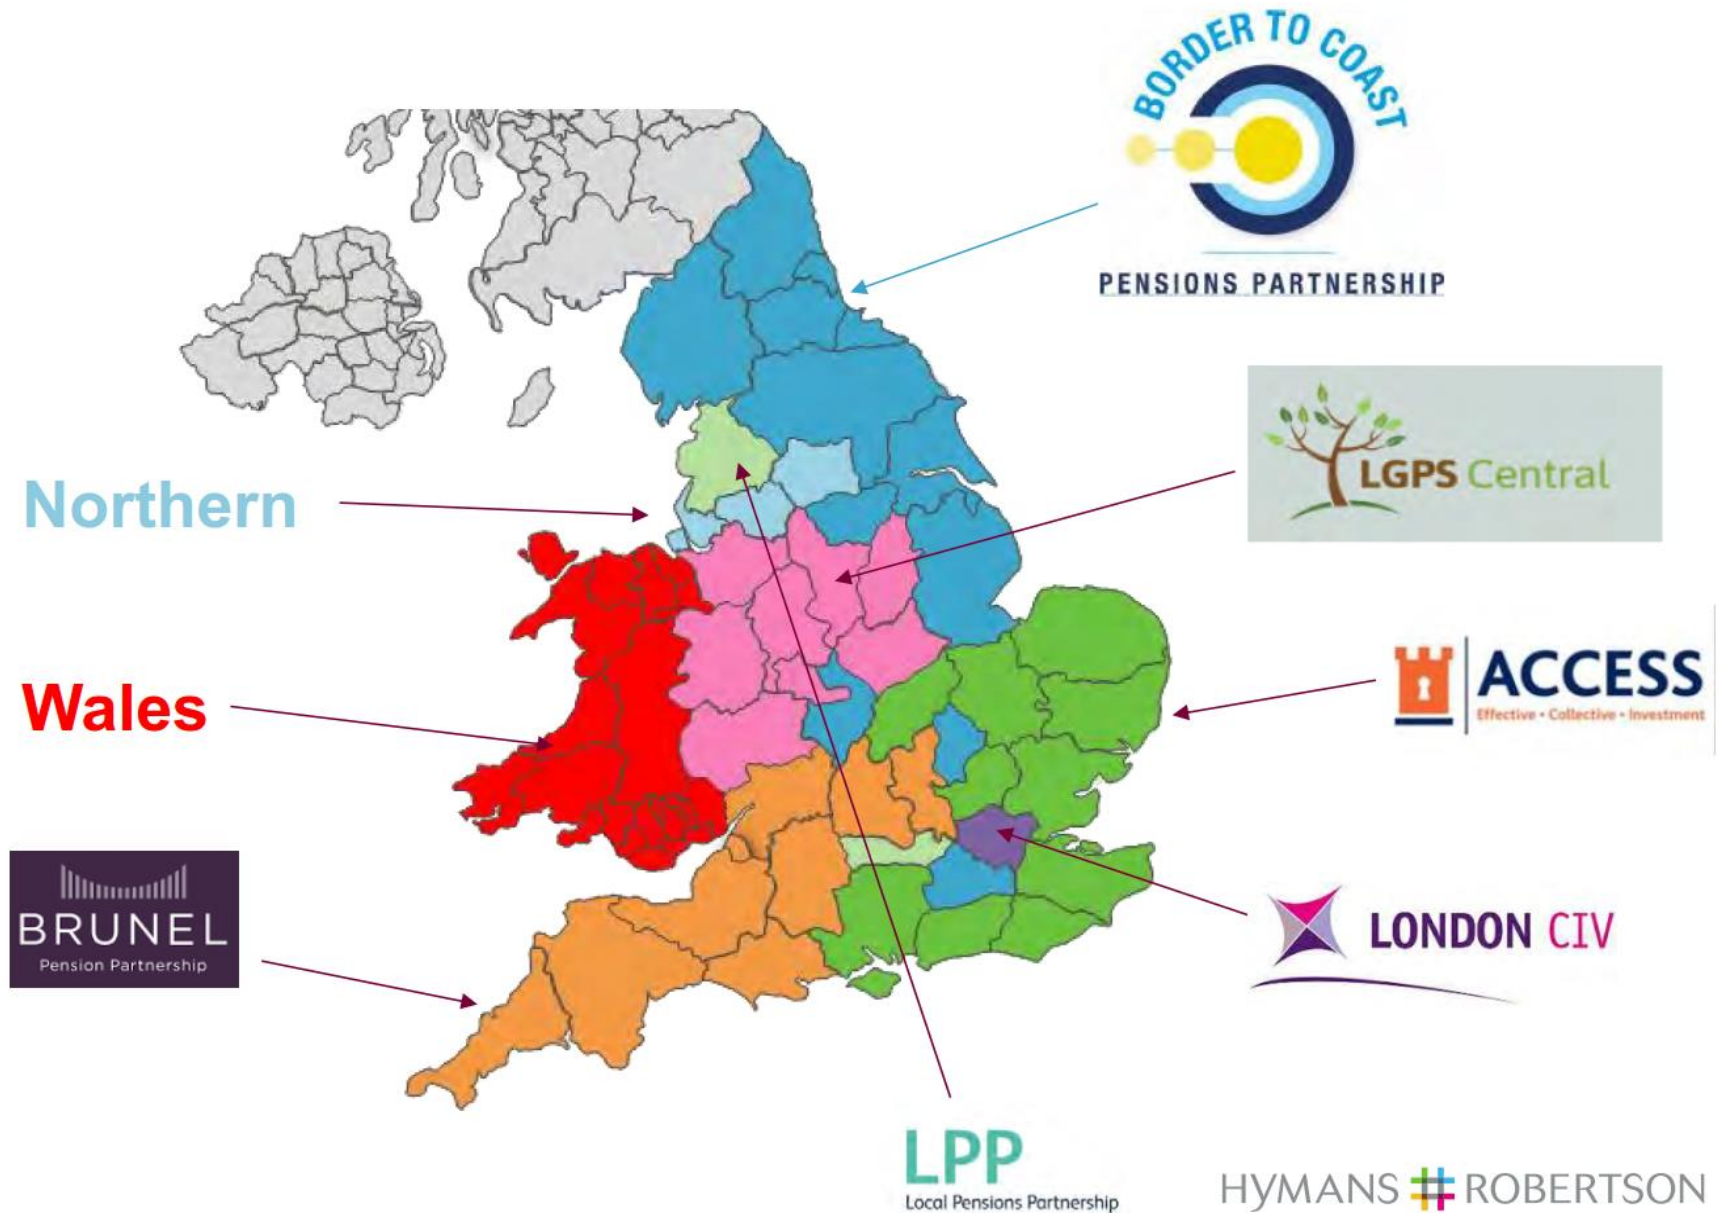 BORDER TO COAST
PENSIONS PARTNERSHIP
LGPS Central
Northern
ACCESS
Effective • Collective • Investment
Wales
BRUNEL
Pension Partnership
LONDON CIV
LPP
Local Pensions Partnership
HYMANS ROBERTSON